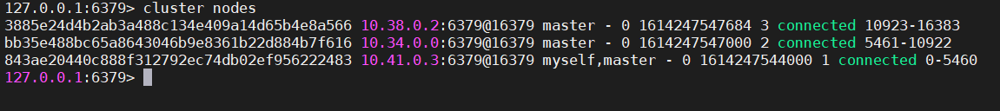 127.0.0.1:6379> cluster nodes
3885e24d4b2ab3a488c134e409a14d65b4e8a566 10.38.0.2:6379@16379 master - 0 1614247547684 3 connected 10923-16383
bb35e488bc65a8643046b9e8361b22d884b7f616 10.34.0.0:6379@16379 master - 0 1614247547000 2 connected 5461-10922
843ae20440c888f312792ec74db02ef956222483 10.41.0.3:6379@16379 myself,master - 0 1614247544000 1 connected 0-5460
127.0.0.1:6379>